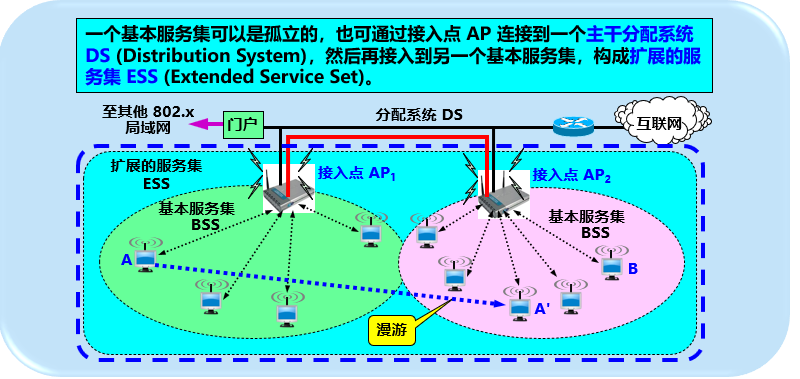 一个基本服务集可以是孤立的，也可通过接入点 AP 连接到一个主干分配系统
DS (Distribution System)，然后再接入到另一个基本服务集，构成扩展的服
务集 ESS (Extended Service Set)。
至其他 802.x
局域网
门户
分配系统 DS
互联网
扩展的服务集
ESS
接入点 AP₁
接入点 AP₂
基本服务集
BSS
基本服务集
BSS
A
B
A'
漫游